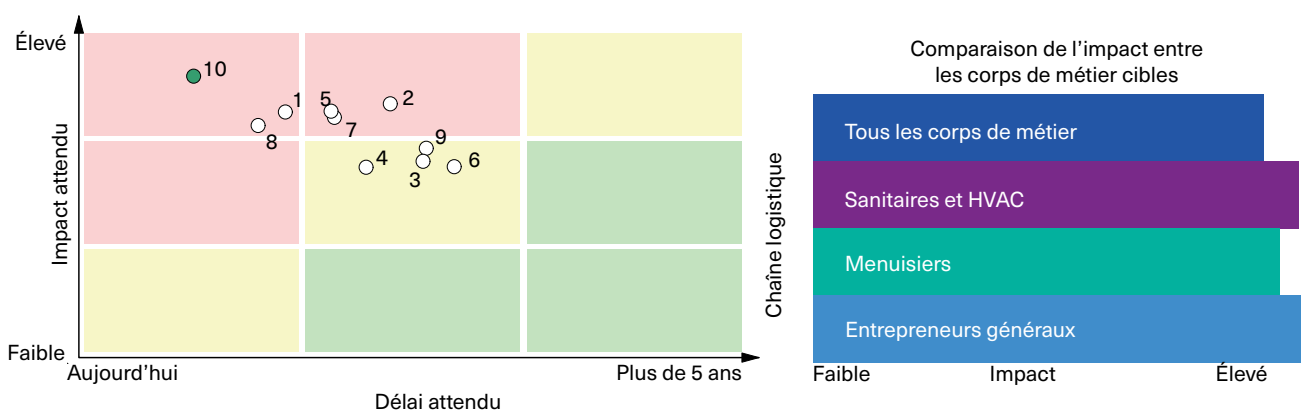 Élevé
Impact attendu
Faible
10
1
8
5
7
2
9
4
3
6
Aujourd'hui
Plus de 5 ans
Délai attendu
Comparaison de l'impact entre
les corps de métier cibles
Chaîne logistique
Tous les corps de métier
Sanitaires et HVAC
Menuisiers
Entrepreneurs généraux
Faible
Impact
Élevé